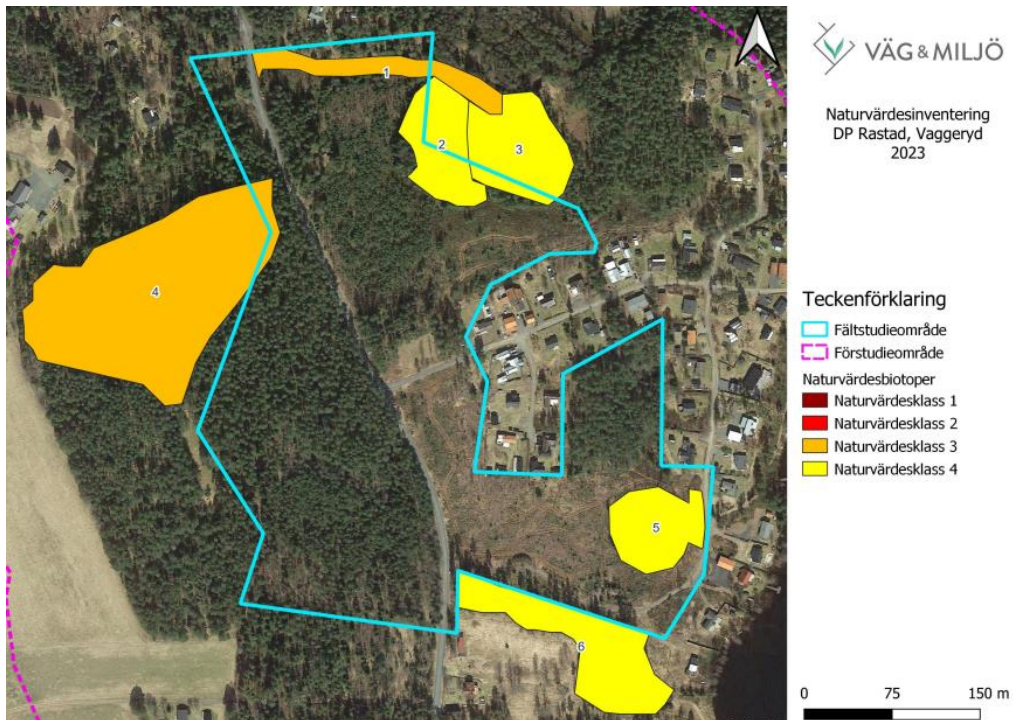 VÄG & MILJÖ
Naturvärdesinventering
DP Rastad, Vaggeryd
2023
Teckenförklaring
Fältstudieområde
Förstudieområde
Naturvärdesbiotoper
Naturvärdesklass 1
Naturvärdesklass 2
Naturvärdesklass 3
Naturvärdesklass 4
0 75 150 m
1
2
3
4
5
6